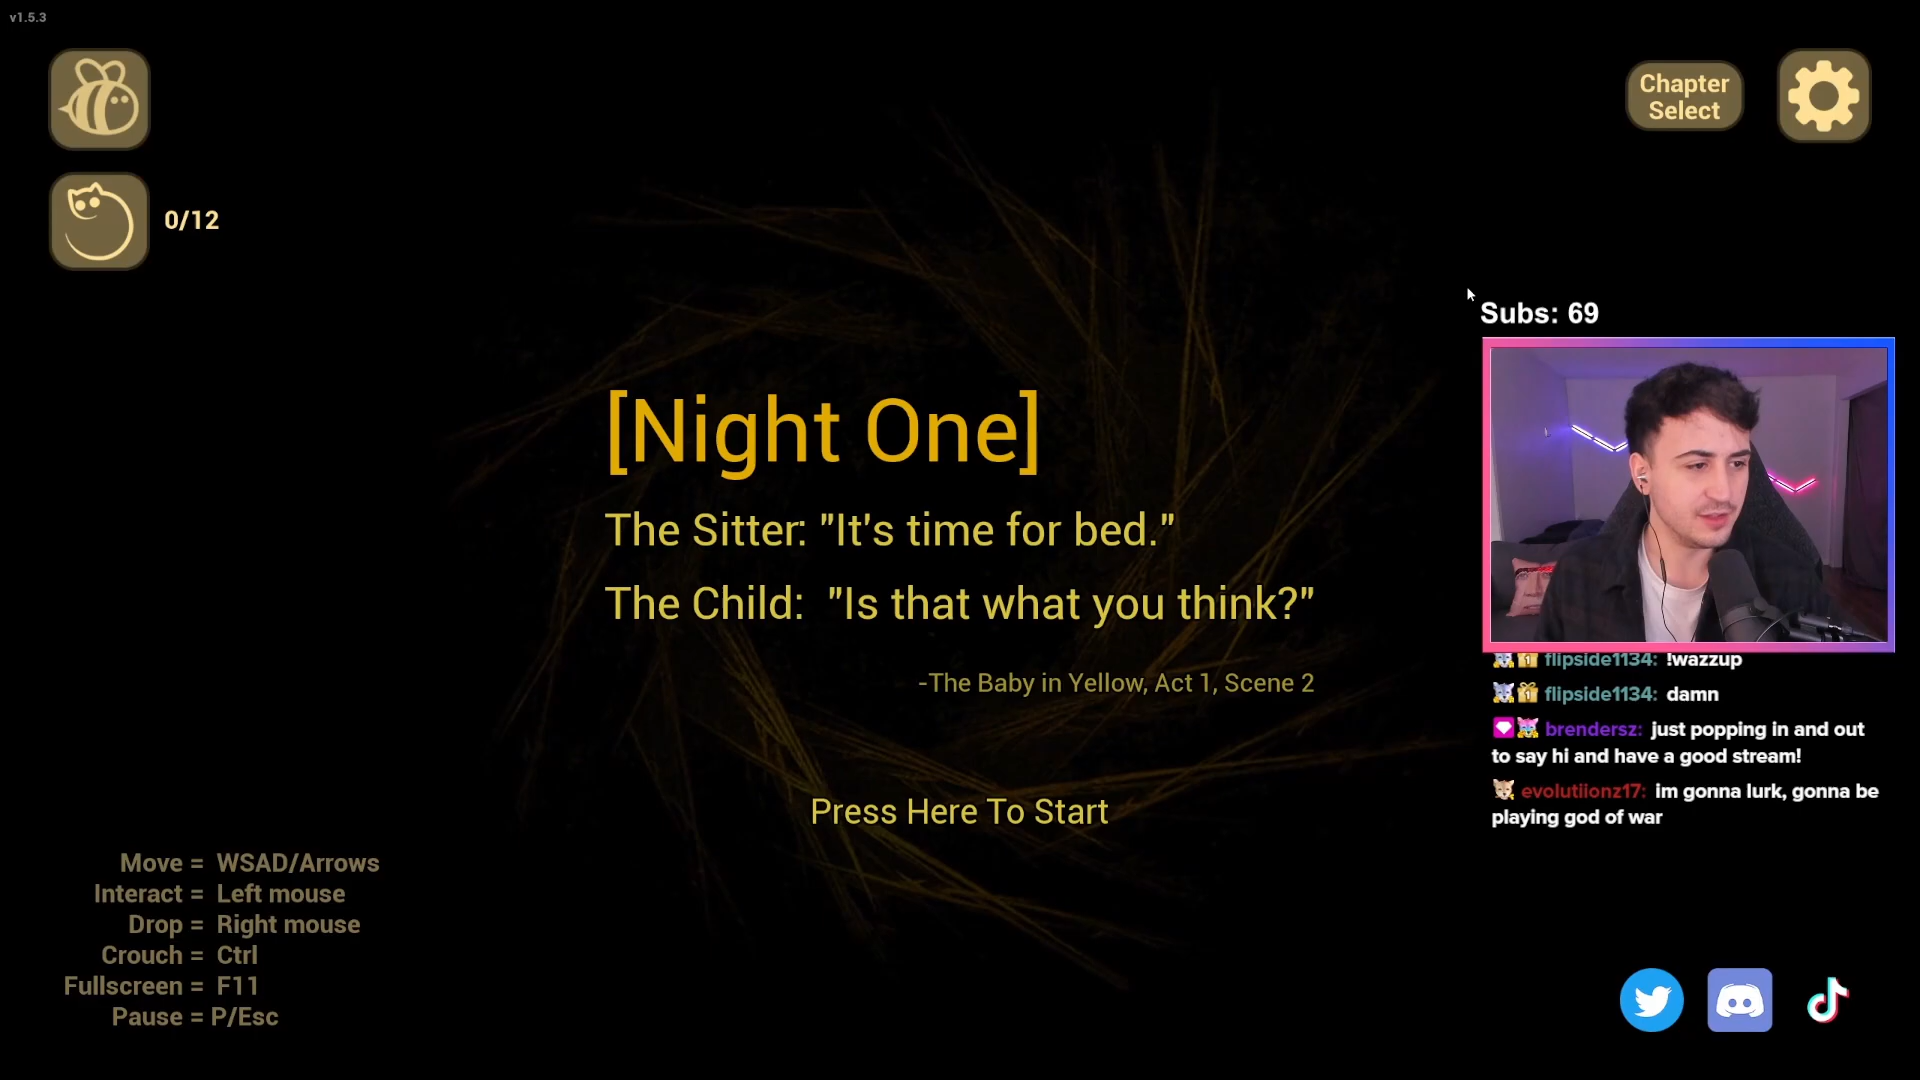 v1.5.3
Chapter
Select
0/12
Subs: 69
[Night One]
The Sitter: "It's time for bed."
The Child:  "Is that what you think?"
-The Baby in Yellow, Act 1, Scene 2
Press Here To Start
flipside1134: !wazzup
flipside1134: damn
brendersz: just popping in and out
to say hi and have a good stream!
evolutiionz17: im gonna lurk, gonna be
playing god of war
Move = WSAD/Arrows
Interact = Left mouse
Drop = Right mouse
Crouch = Ctrl
Fullscreen = F11
Pause = P/Esc